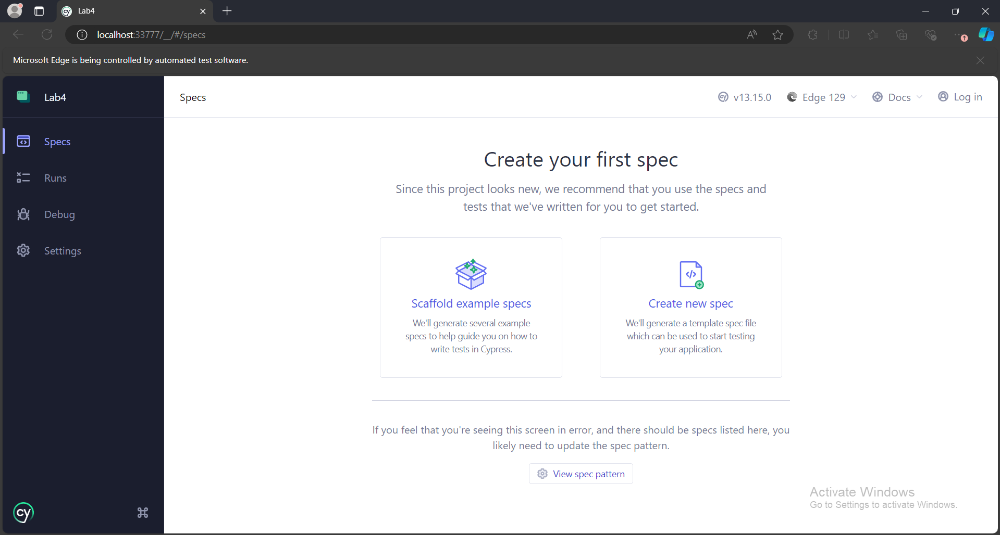 Lab4
localhost:33777/__/#/specs
Microsoft Edge is being controlled by automated test software.
Lab4
Specs
Runs
Debug
Settings
cy
Specs
cy v13.15.0
Edge 129
Docs
Log in
Create your first spec
Since this project looks new, we recommend that you use the specs and
tests that we've written for you to get started.
Scaffold example specs
We'll generate several example
specs to help guide you on how to
write tests in Cypress.
Create new spec
We'll generate a template spec file
which can be used to start testing
your application.
If you feel that you're seeing this screen in error, and there should be specs listed here, you
likely need to update the spec pattern.
View spec pattern
Activate Windows
Go to Settings to activate Windows.